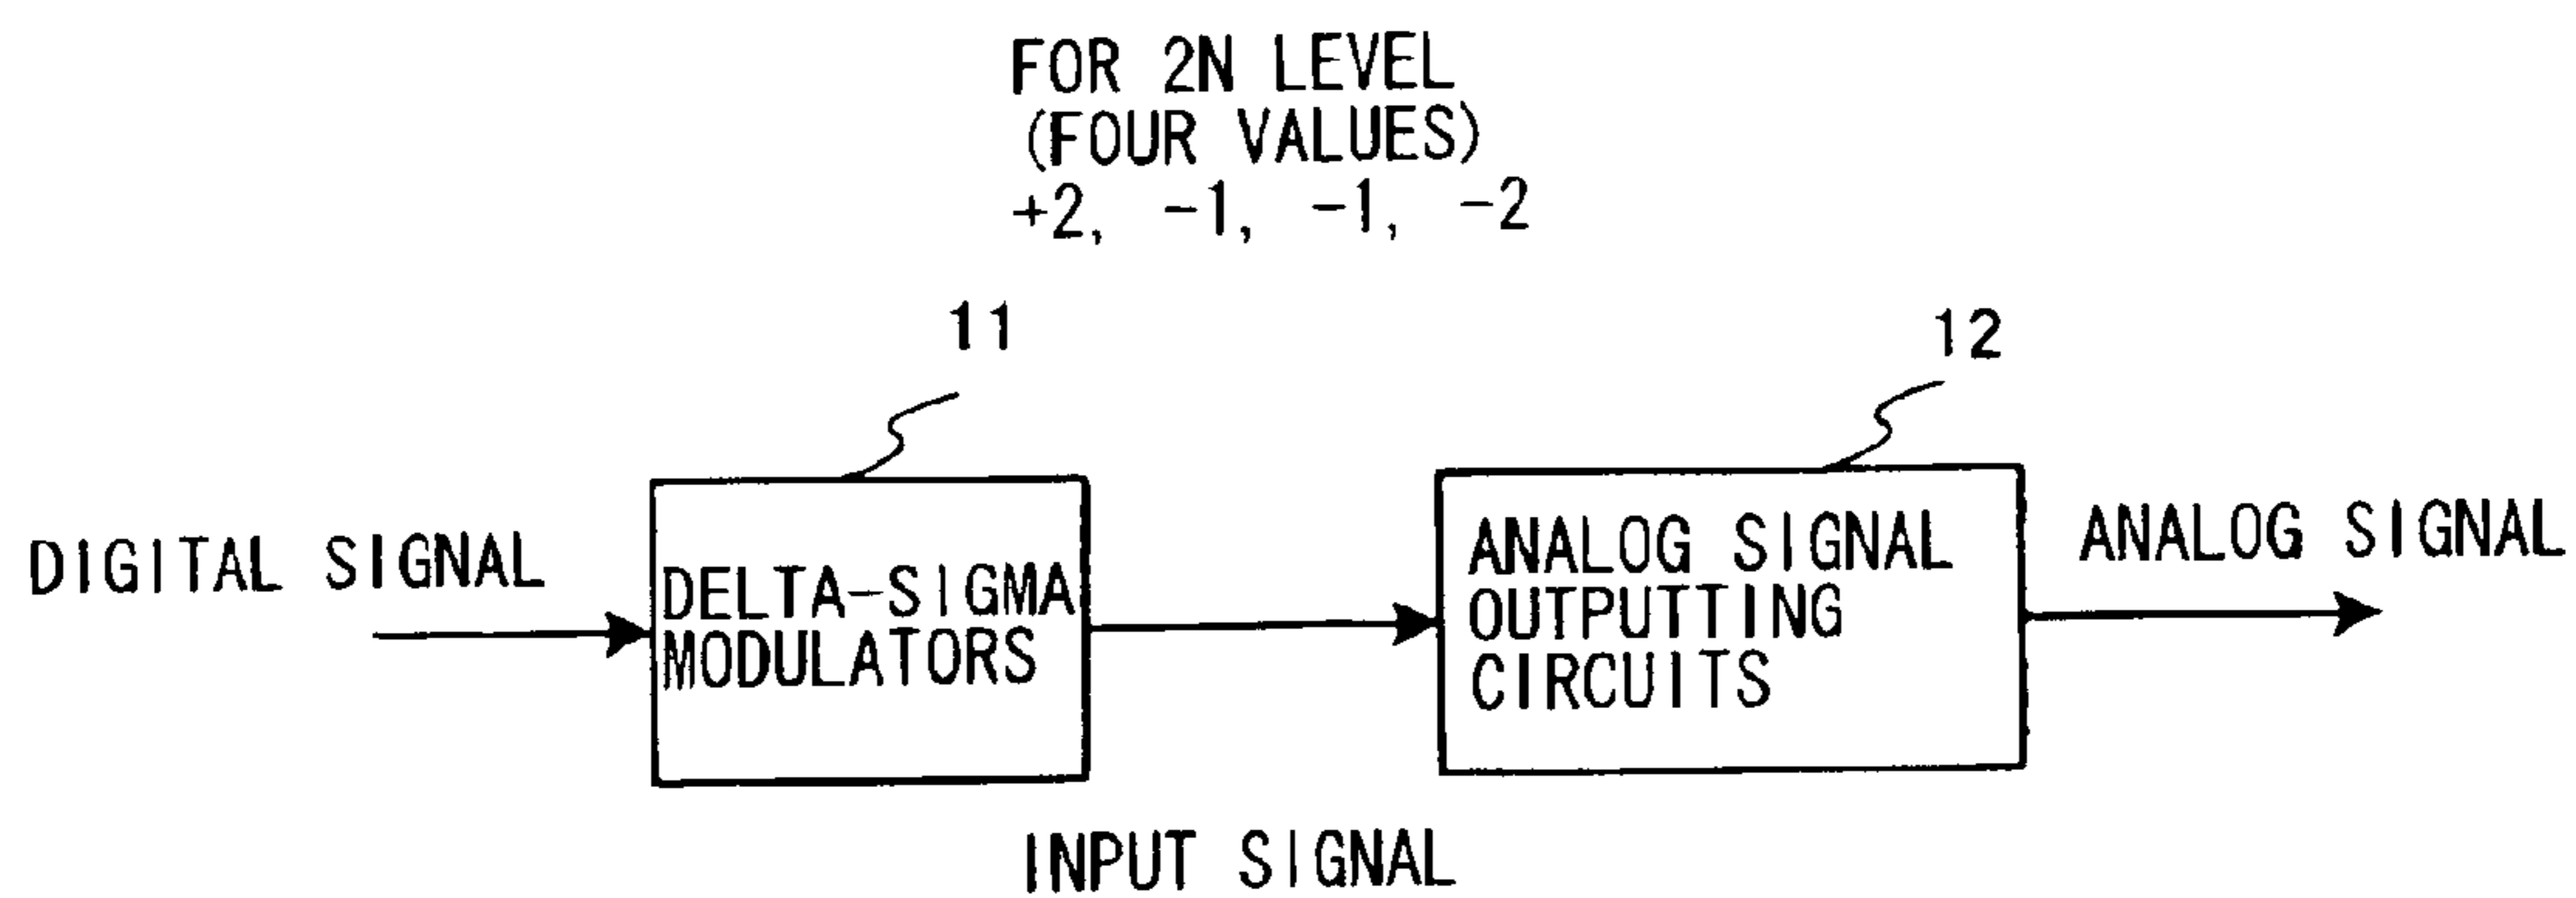 FOR 2N LEVEL
(FOUR VALUES)
+2, -1, -1, -2
11
12
DIGITAL SIGNAL
DELTA-SIGMA
MODULATORS
ANALOG SIGNAL
OUTPUTTING
CIRCUITS
ANALOG SIGNAL
INPUT SIGNAL